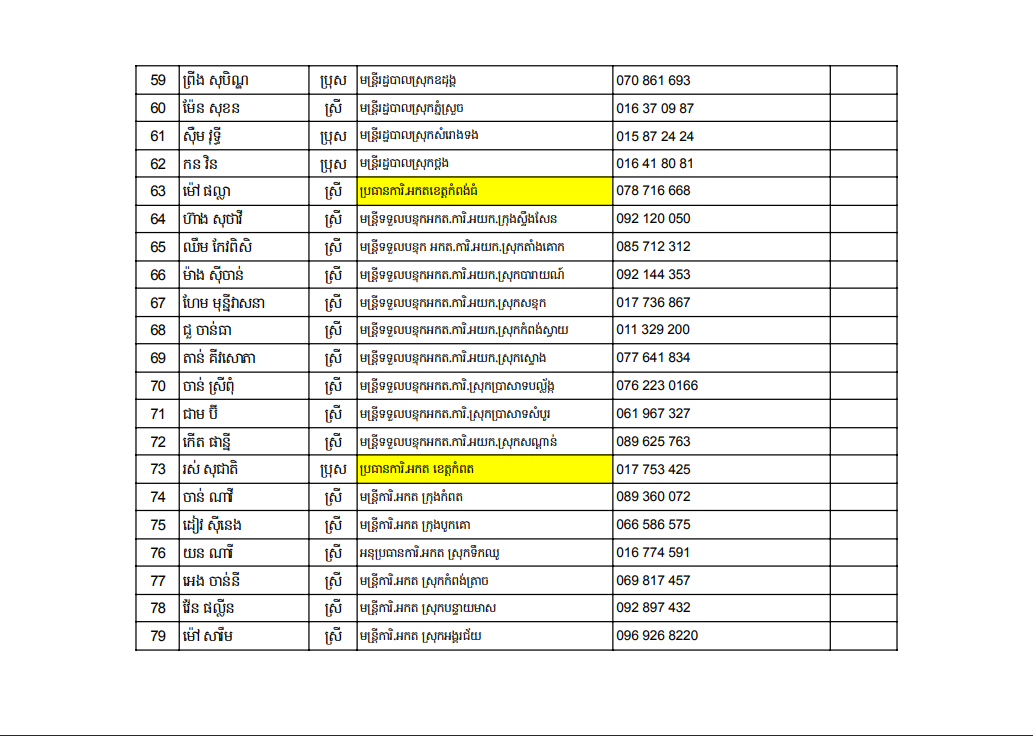 59 ព្រីង សុបិណ្ឌ ប្រុស មន្ត្រីរដ្ឋបាលស្រុកឧដុង្គ 070 861 693
60 ម៉ែន សុខន ស្រី មន្ត្រីរដ្ឋបាលស្រុកភ្នំស្រួច 016 37 09 87
61 ស៊ឹម វុទ្ធី ប្រុស មន្ត្រីរដ្ឋបាលស្រុកសំរោងទង 015 87 24 24
62 កន វិន ប្រុស មន្ត្រីរដ្ឋបាលស្រុកថ្ពង 016 41 80 81
63 ម៉ៅ ផល្លា ស្រី ប្រធានការិ.អកតខេត្តកំពង់ធំ 078 716 668
64 ហ៊ាង សុថាវី ស្រី មន្ត្រីទទួលបន្ទុកអកត.ការិ.អយក.ក្រុងស្ទឹងសែន 092 120 050
65 ឈឹម កែវពិសិ ស្រី មន្ត្រីទទួលបន្ទុក អកត.ការិ.អយក.ស្រុកតាំងគោក 085 712 312
66 ម៉ាង ស៊ីចាន់ ស្រី មន្ត្រីទទួលបន្ទុកអកត.ការិ.អយក.ស្រុកបារាយណ៍ 092 144 353
67 ហែម មុន្នីវាសនា ស្រី មន្ត្រីទទួលបន្ទុកអកត.ការិ.អយក.ស្រុកសន្ទុក 017 736 867
68 ជួ ចាន់ធា ស្រី មន្ត្រីទទួលបន្ទុកអកត.ការិ.អយក.ស្រុកកំពង់ស្វាយ 011 329 200
69 តាន់ គីវសោភា ស្រី មន្ត្រីទទួលបន្ទុកអកត.ការិ.អយក.ស្រុកស្ទោង 077 641 834
70 ចាន់ ស្រីពុំ ស្រី មន្ត្រីទទួលបន្ទុកអកត.ការិ.ស្រុកប្រាសាទបល្ល័ង្គ 076 223 0166
71 ជាម ប៊ី ស្រី មន្ត្រីទទួលបន្ទុកអកត.ការិ.ស្រុកប្រាសាទសំបូរ 061 967 327
72 កើត ផាន្នី ស្រី មន្ត្រីទទួលបន្ទុកអកត.ការិ.អយក.ស្រុកសណ្តាន់ 089 625 763
73 រស់ សុជាតិ ប្រុស ប្រធានការិ.អកត ខេត្តកំពត 017 753 425
74 ចាន់ ណាវី ស្រី មន្ត្រីការិ.អកត ក្រុងកំពត 089 360 072
75 ដៀវ ស៊ីនេង ស្រី មន្ត្រីការិ.អកត ក្រុងបូកគោ 066 586 575
76 យន ណារី ស្រី អនុប្រធានការិ.អកត ស្រុកទឹកឈូ 016 774 591
77 អេង ចាន់នី ស្រី មន្ត្រីការិ.អកត ស្រុកកំពង់ត្រាច 069 817 457
78 វ៉ែន ផល្លីន ស្រី មន្ត្រីការិ.អកត ស្រុកបន្ទាយមាស 092 897 432
79 ម៉ៅ សារឹម ស្រី មន្ត្រីការិ.អកត ស្រុកអង្គរជ័យ 096 926 8220